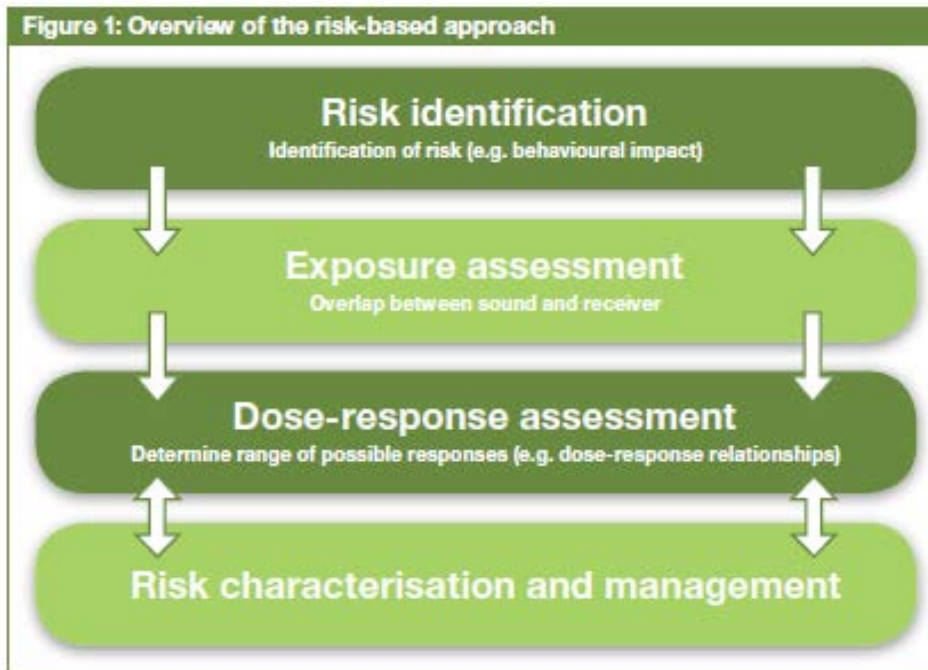 Figure 1: Overview of the risk-based approach
Risk identification
Identification of risk (e.g. behavioural impact)
Exposure assessment
Overlap between sound and receiver
Dose-response assessment
Determine range of possible responses (e.g. dose-response relationships)
Risk characterisation and management